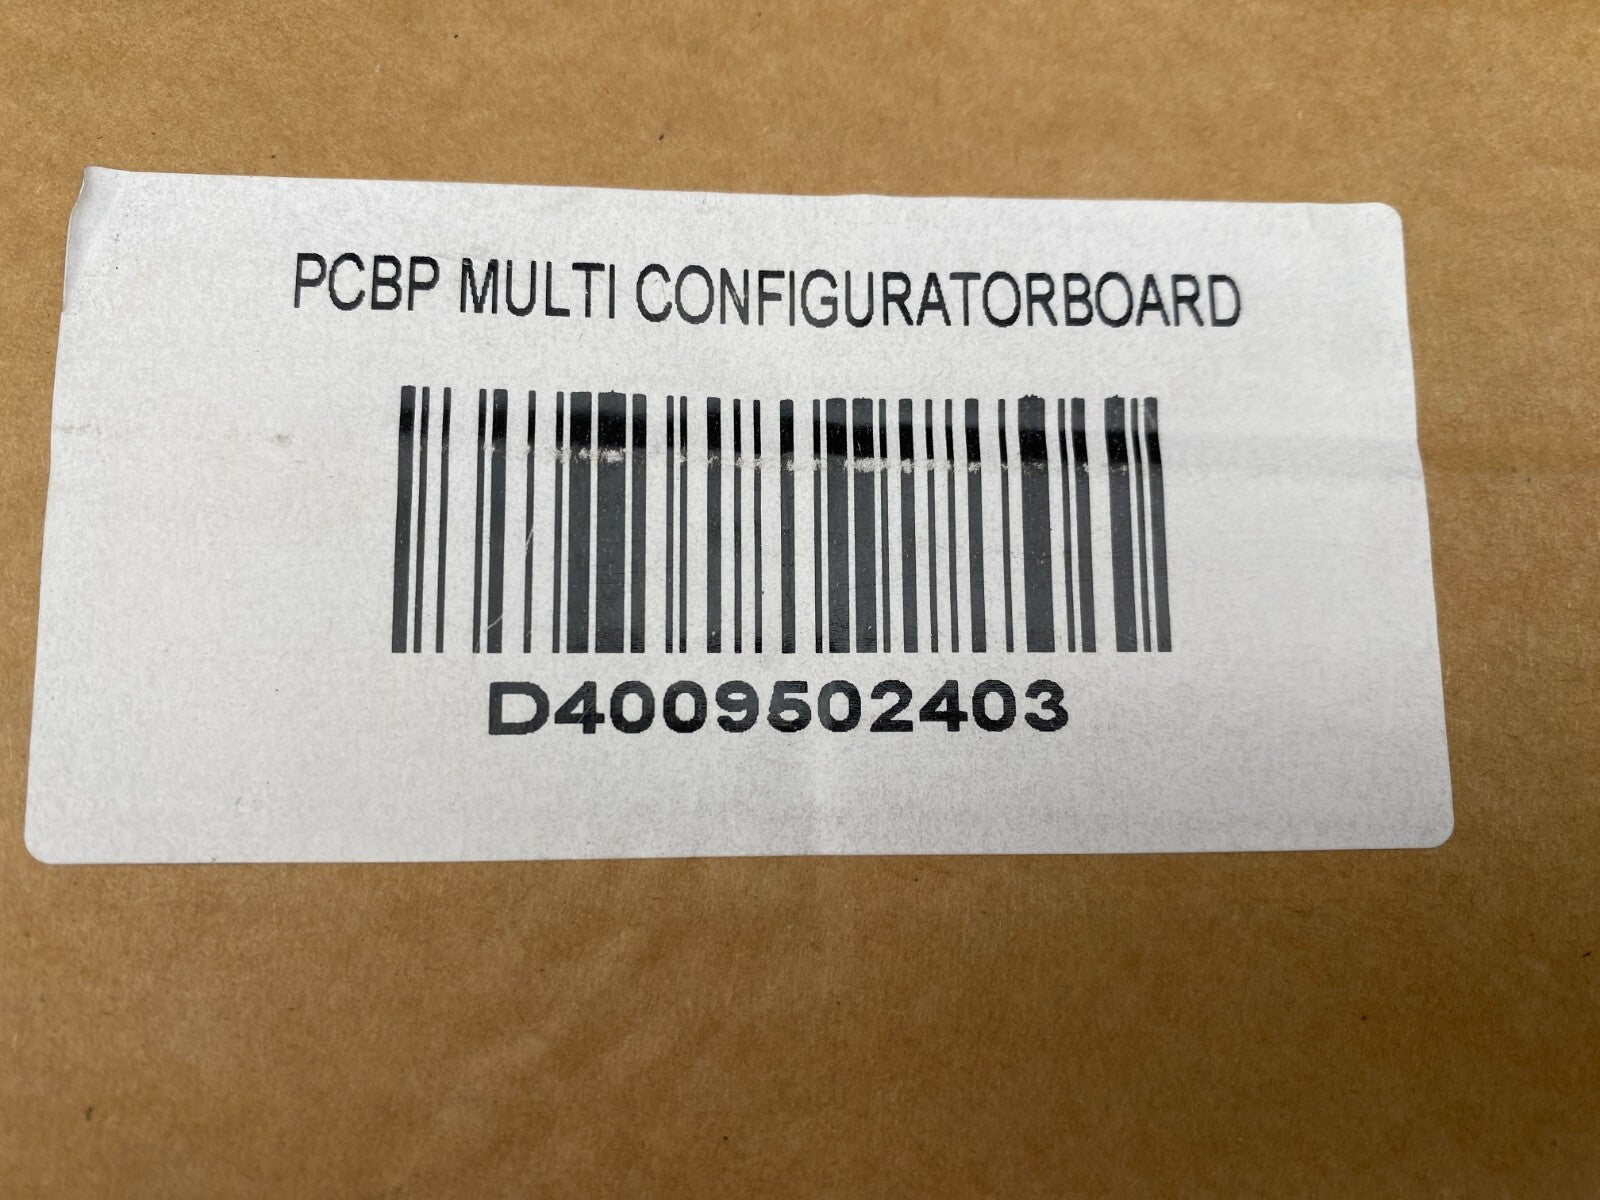 PCBP MULTI CONFIGURATORBOARD
D4009502403